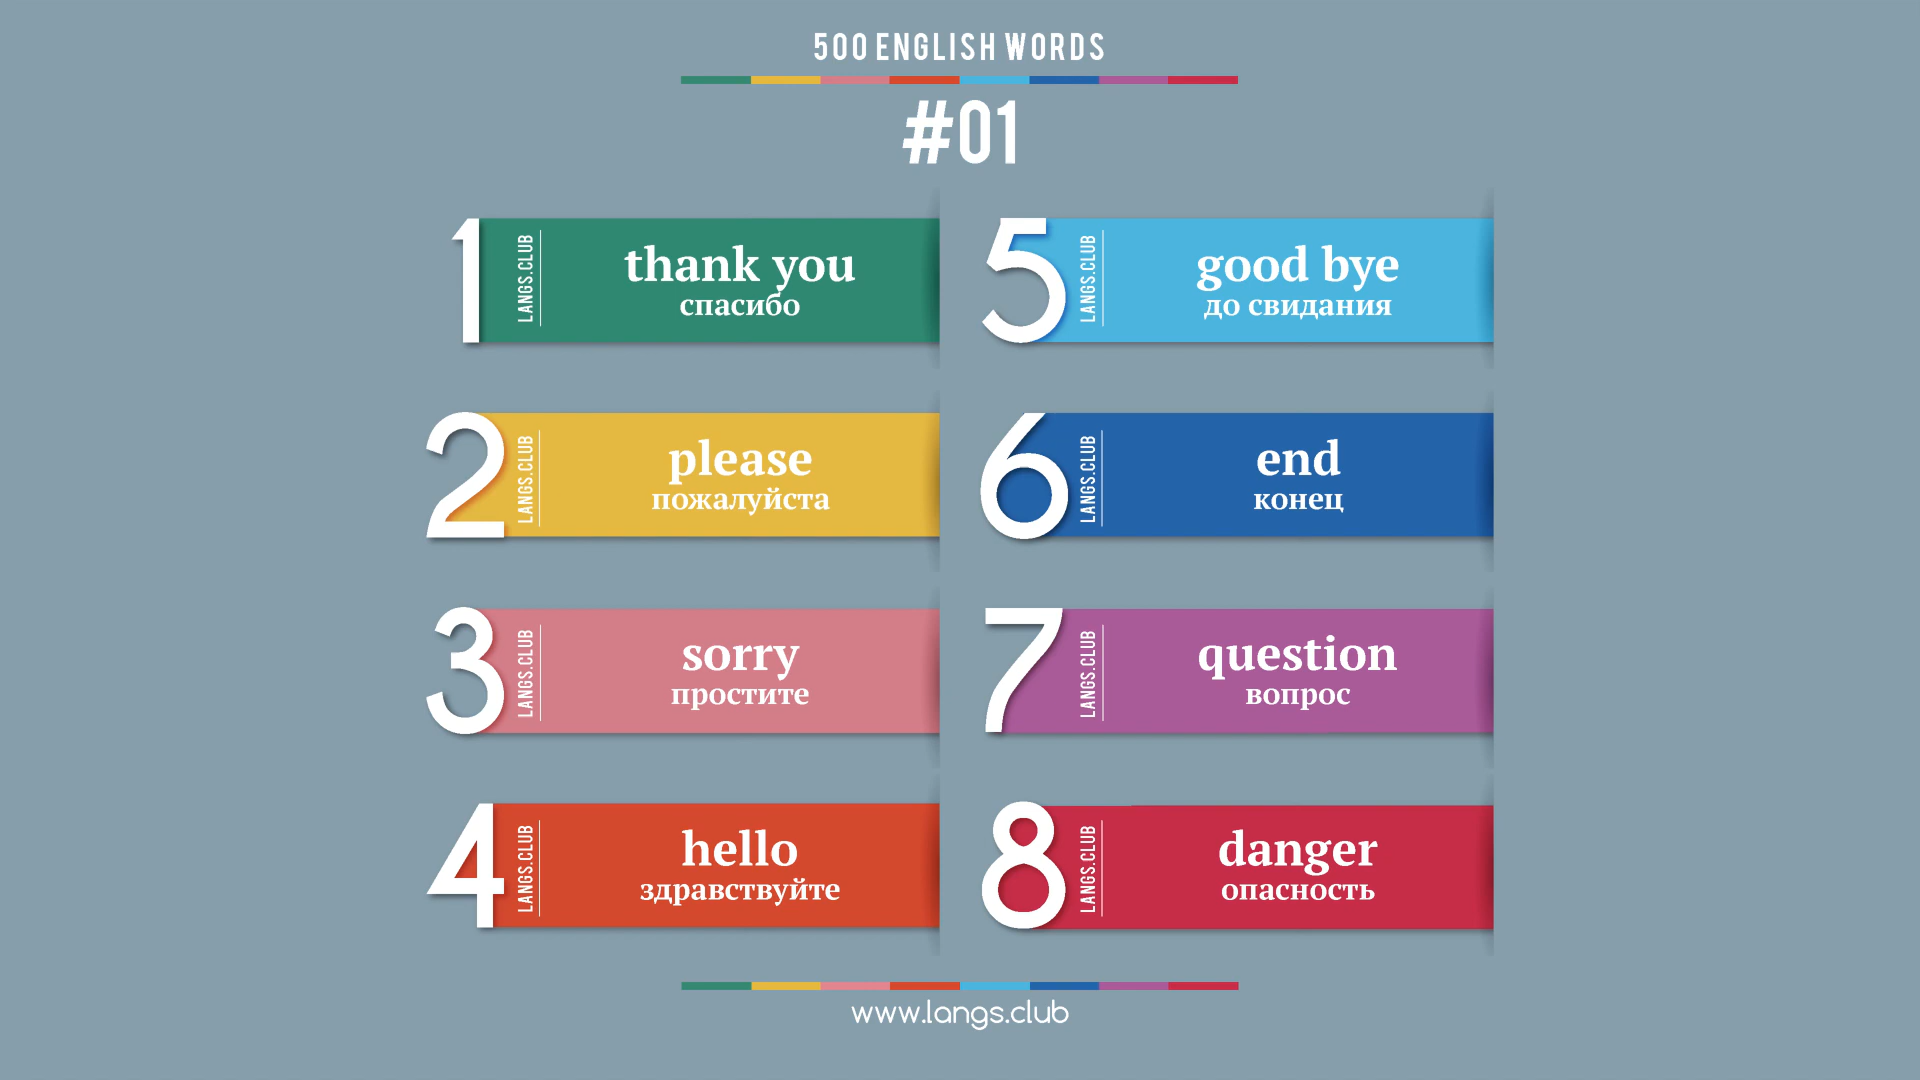 500 ENGLISH WORDS
#01
1
LANGS.CLUB
thank you
спасибо
2
LANGS.CLUB
please
пожалуйста
3
LANGS.CLUB
sorry
простите
4
LANGS.CLUB
hello
здравствуйте
5
LANGS.CLUB
good bye
до свидания
6
LANGS.CLUB
end
конец
7
LANGS.CLUB
question
вопрос
8
LANGS.CLUB
danger
опасность
www.langs.club